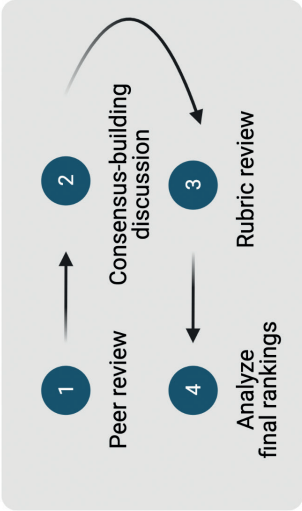 1
Peer review
2
Consensus-building
discussion
3
Rubric review
4
Analyze
final rankings